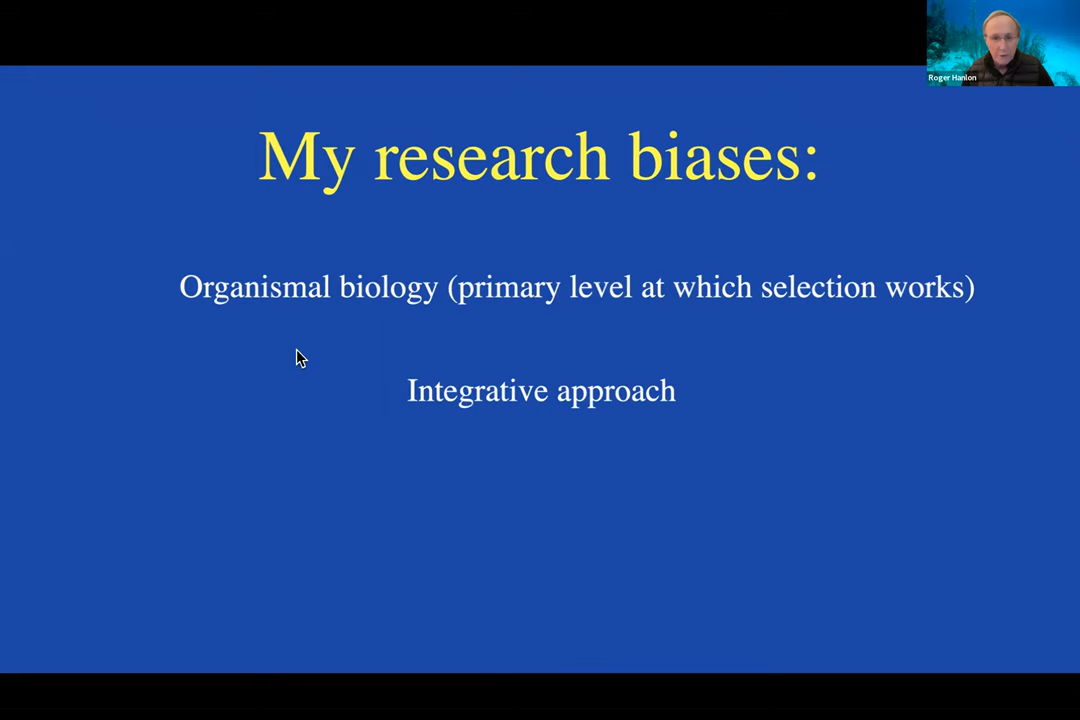 Roger Hanlon
My research biases:
Organismal biology (primary level at which selection works)
Integrative approach